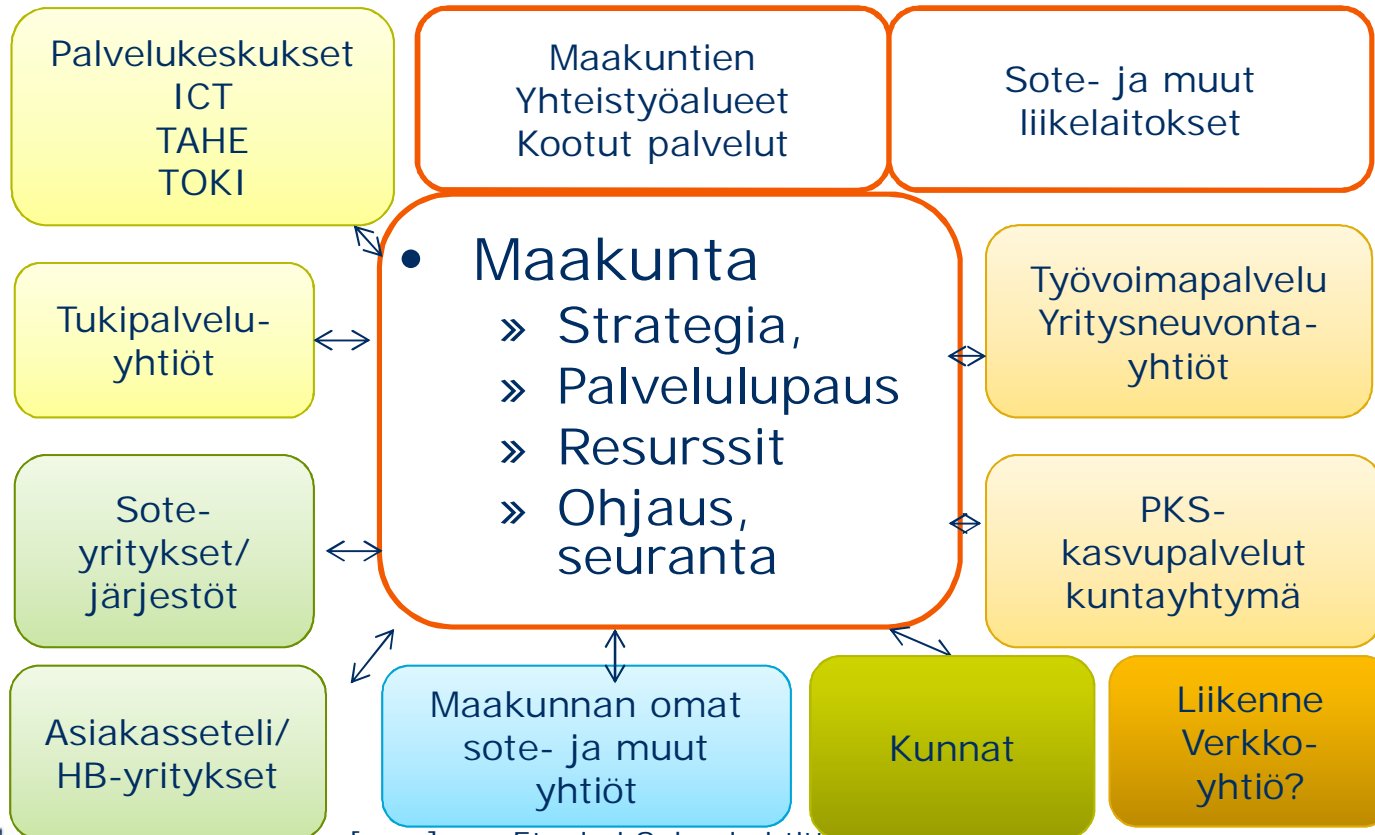 Palvelukeskukset
ICT
TAHE
TOKI
Maakuntien
Yhteistyöalueet
Kootut palvelut
Sote- ja muut
liikelaitokset
Tukipalvelu-
yhtiöt
• Maakunta
» Strategia,
» Palvelulupaus
» Resurssit
» Ohjaus,
seuranta
Työvoimapalvelu
Yritysneuvonta-
yhtiöt
Sote-
yritykset/
järjestöt
PKS-
kasvupalvelut
kuntayhtymä
Asiakasseteli/
HB-yritykset
Maakunnan omat
sote- ja muut
yhtiöt
Kunnat
Liikenne
Verkko-
yhtiö?